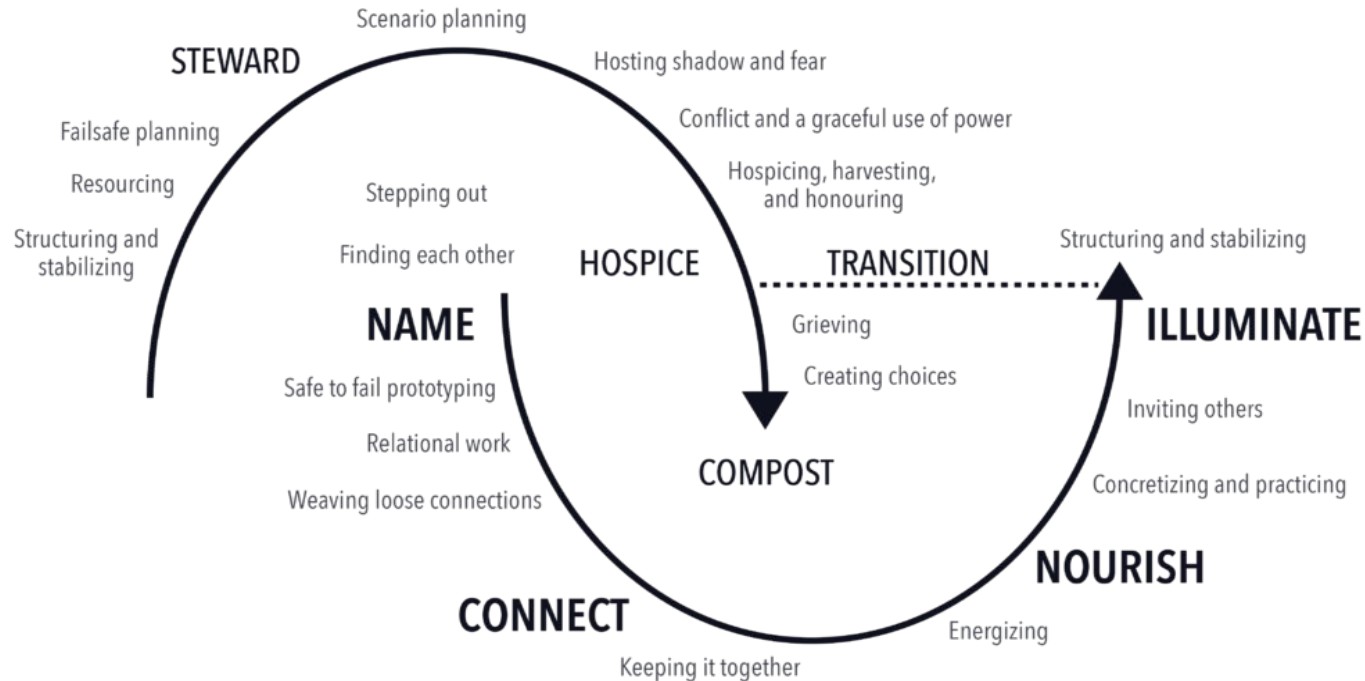 Scenario planning
STEWARD
Hosting shadow and fear
Failsafe planning
Conflict and a graceful use of power
Resourcing
Hospicing, harvesting,
and honouring
Stepping out
Structuring and
stabilizing
Finding each other
HOSPICE
TRANSITION
Structuring and stabilizing
NAME
Grieving
ILLUMINATE
Safe to fail prototyping
Creating choices
Inviting others
Relational work
COMPOST
Concretizing and practicing
Weaving loose connections
NOURISH
CONNECT
Energizing
Keeping it together